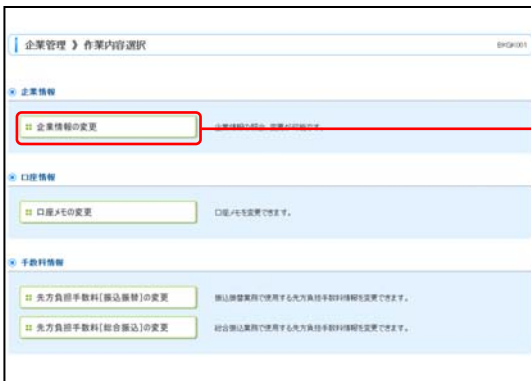 企業管理 》作業内容選択
BKGK001
企業情報
企業情報の変更
企業情報の照会、変更が可能です。
口座情報
口座メモの変更
口座メモを変更できます。
手数料情報
先方負担手数料[振込振替]の変更
振込振替業務で使用する先方負担手数料情報を変更できます。
先方負担手数料[総合振込]の変更
総合振込業務で使用する先方負担手数料情報を変更できます。